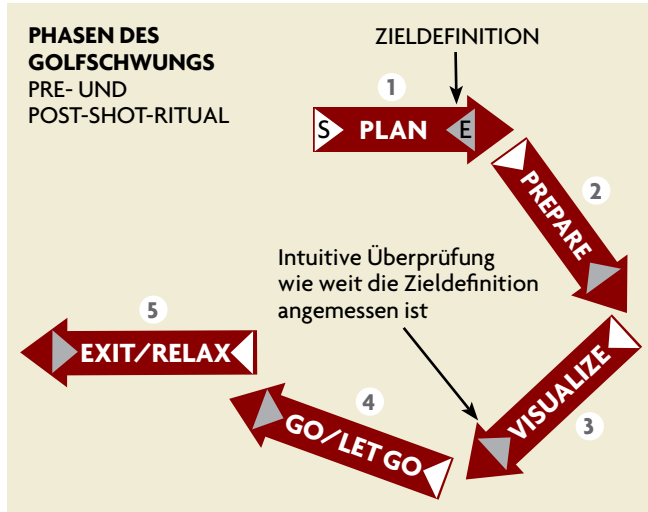 PHASEN DES
GOLFSCHWUNGS
PRE- UND
POST-SHOT-RITUAL
ZIELDEFINITION
1
S PLAN E
2
PREPARE
Intuitive Überprüfung
wie weit die Zieldefinition
angemessen ist
3
VISUALIZE
4
GO/LET GO
5
EXIT/RELAX